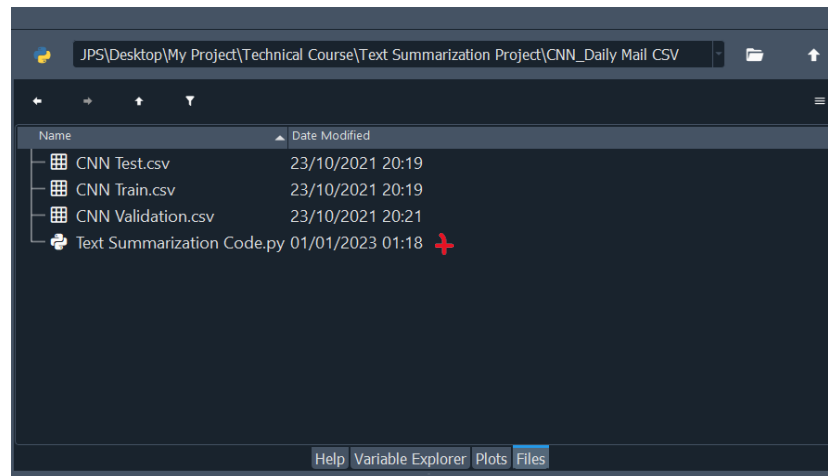 JPS\Desktop\My Project\Technical Course\Text Summarization Project\CNN_Daily Mail CSV
Name Date Modified
CNN Test.csv 23/10/2021 20:19
CNN Train.csv 23/10/2021 20:19
CNN Validation.csv 23/10/2021 20:21
Text Summarization Code.py 01/01/2023 01:18
Help Variable Explorer Plots Files